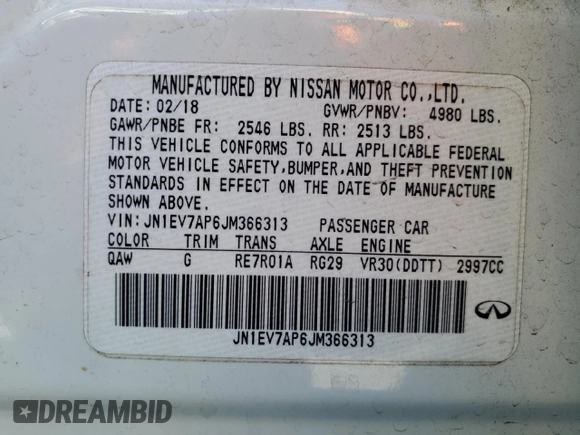 MANUFACTURED BY NISSAN MOTOR CO.,LTD.
DATE: 02/18 GVWR/PNBV: 4980 LBS.
GAWR/PNBE FR: 2546 LBS. RR: 2513 LBS.
THIS VEHICLE CONFORMS TO ALL APPLICABLE FEDERAL
MOTOR VEHICLE SAFETY,BUMPER,AND THEFT PREVENTION
STANDARDS IN EFFECT ON THE DATE OF MANUFACTURE
SHOWN ABOVE.
VIN: JN1EV7AP6JM366313 PASSENGER CAR
COLOR TRIM TRANS AXLE ENGINE
QAW G RE7R01A RG29 VR30(DDTT) 2997CC
JN1EV7AP6JM366313
INFINITI
DREAMBID